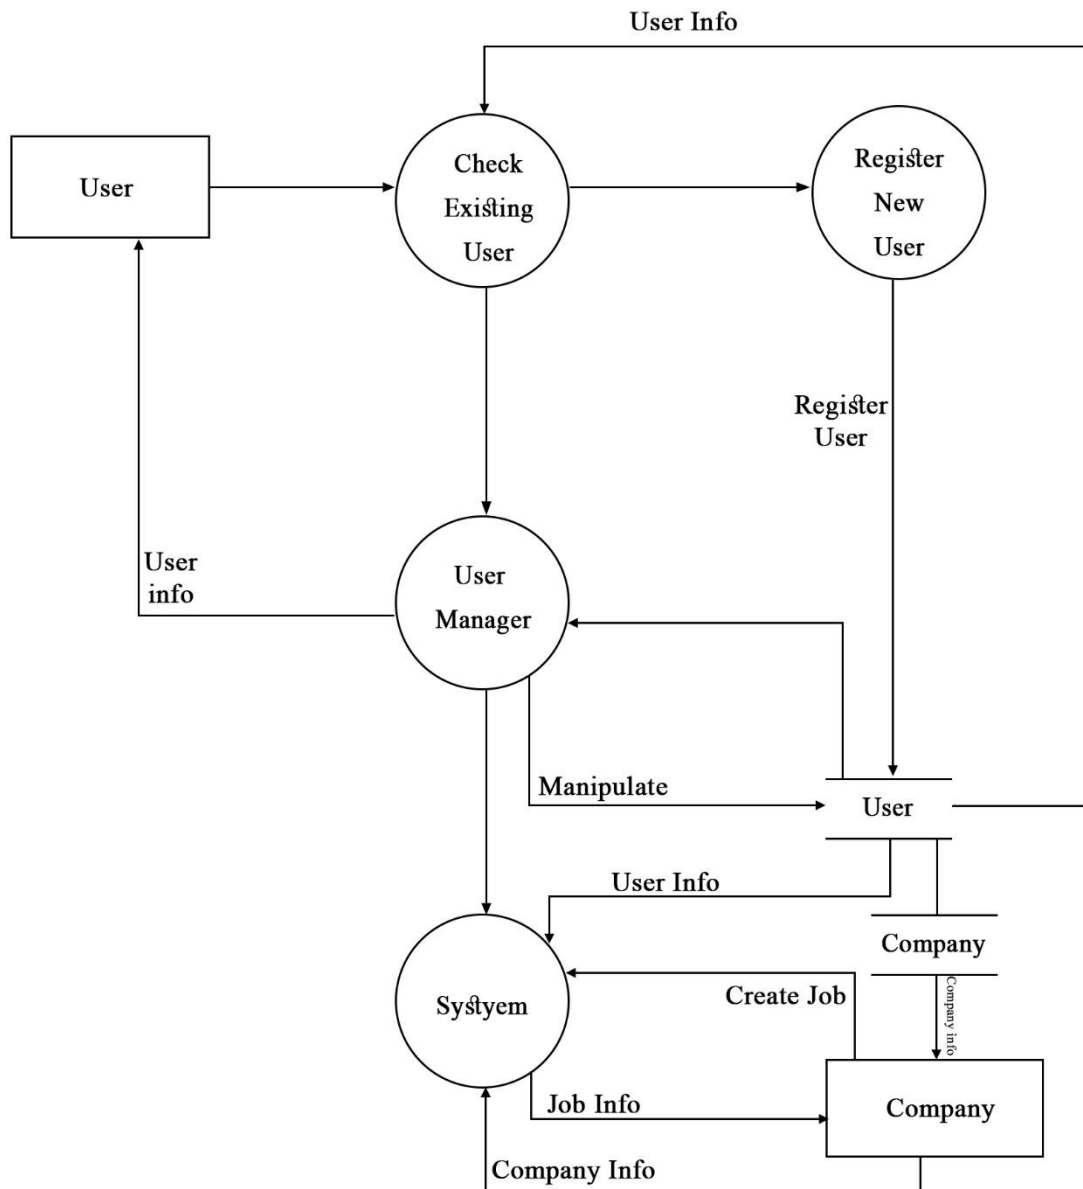 User Info
User
Check
Existing
User
Register
New
User
Register
User
User
info
User
Manager
Manipulate
User
User Info
Company
Company info
Create Job
Systyem
Job Info
Company
Company Info